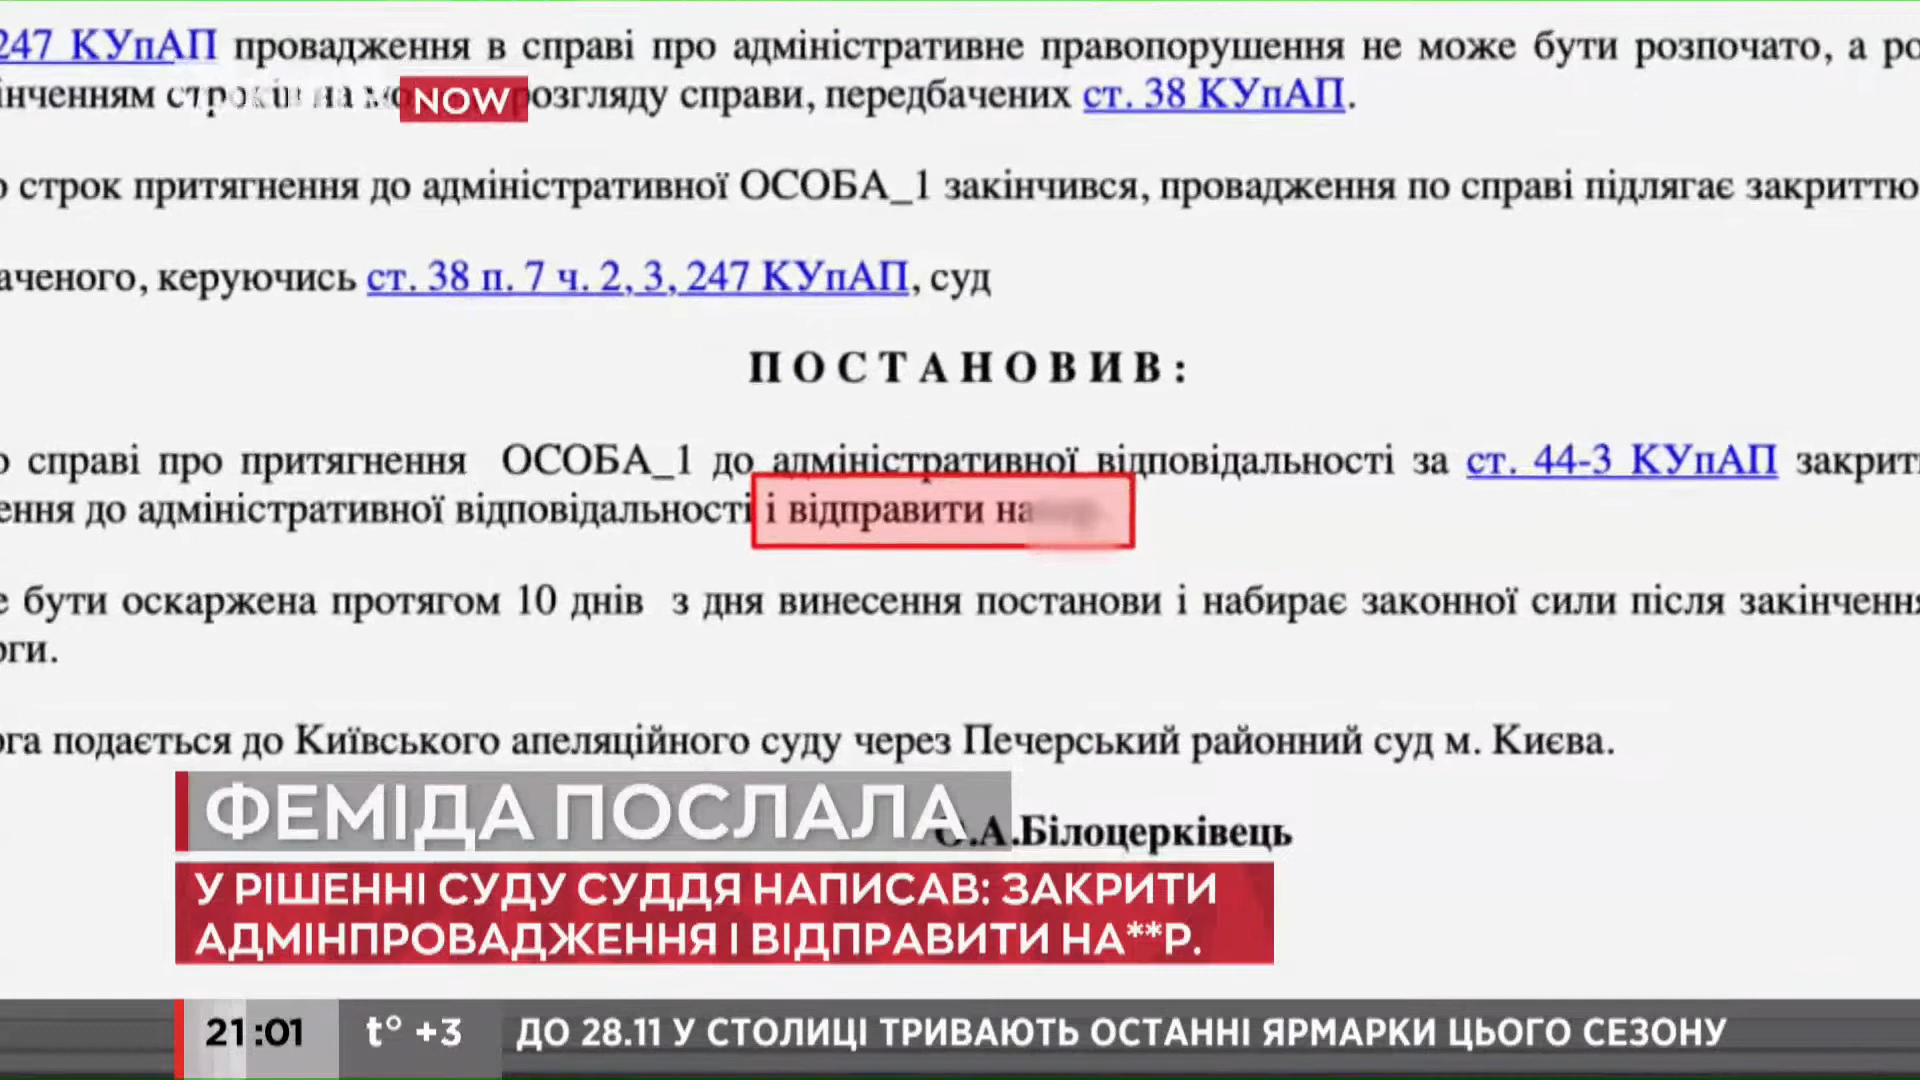 247 КУпАП провадження в справі про адміністративне правопорушення не може бути розпочато, а ро
інченням строків на розгляду справи, передбачених ст. 38 КУпАП.
NOW
о строк притягнення до адміністративної ОСОБА_1 закінчився, провадження по справі підлягає закриттю
аченого, керуючись ст. 38 п. 7 ч. 2, 3, 247 КУпАП, суд
П О С Т А Н О В И В :
о справі про притягнення ОСОБА_1 до адміністративної відповідальності за ст. 44-3 КУпАП закрит
ення до адміністративної відповідальності і відправити на
е бути оскаржена протягом 10 днів з дня винесення постанови і набирає законної сили після закінчення
оги.
рга подається до Київського апеляційного суду через Печерський районний суд м. Києва.
О.А.Білоцерківець
ФЕМІДА ПОСЛАЛА
У РІШЕННІ СУДУ СУДДЯ НАПИСАВ: ЗАКРИТИ
АДМІНПРОВАДЖЕННЯ І ВІДПРАВИТИ НА**Р.
21:01 t° +3 ДО 28.11 У СТОЛИЦІ ТРИВАЮТЬ ОСТАННІ ЯРМАРКИ ЦЬОГО СЕЗОНУ